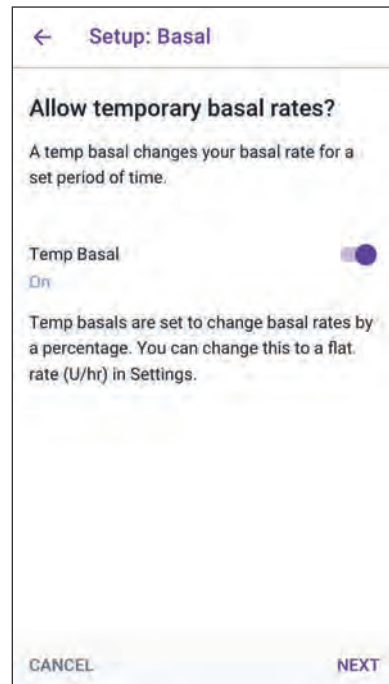 Setup: Basal
Allow temporary basal rates?
A temp basal changes your basal rate for a
set period of time.
Temp Basal
On
Temp basals are set to change basal rates by
a percentage. You can change this to a flat
rate (U/hr) in Settings.
CANCEL NEXT